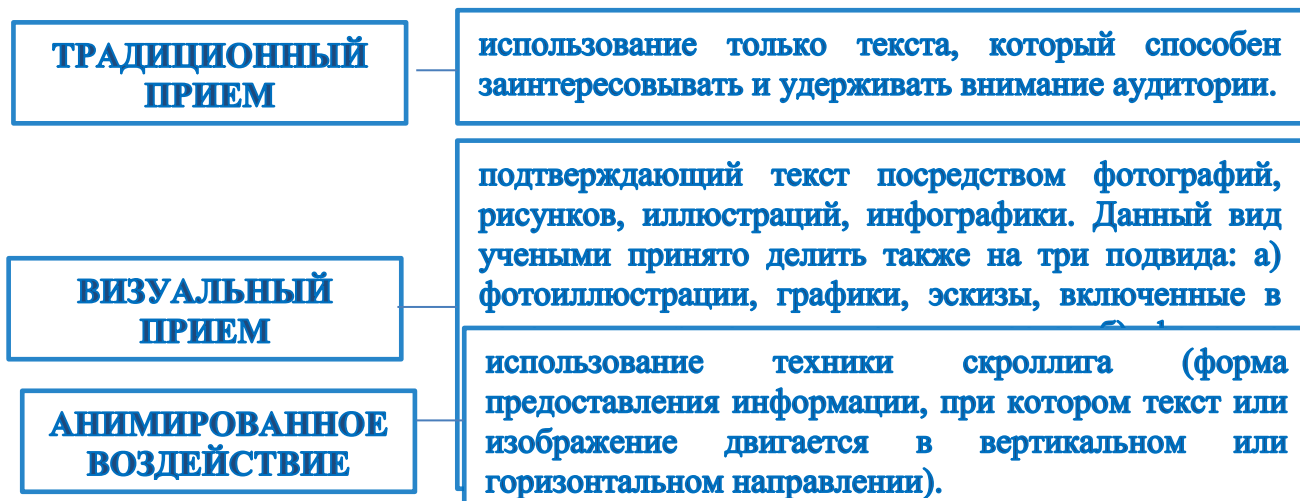 ТРАДИЦИОННЫЙ
ПРИЕМ
использование только текста, который способен
заинтересовывать и удерживать внимание аудитории.
ВИЗУАЛЬНЫЙ
ПРИЕМ
подтверждающий текст посредством фотографий,
рисунков, иллюстраций, инфографики. Данный вид
учеными принято делить также на три подвида: а)
фотоиллюстрации, графики, эскизы, включенные в
АНИМИРОВАННОЕ
ВОЗДЕЙСТВИЕ
использование техники скроллига (форма
предоставления информации, при котором текст или
изображение двигается в вертикальном или
горизонтальном направлении).